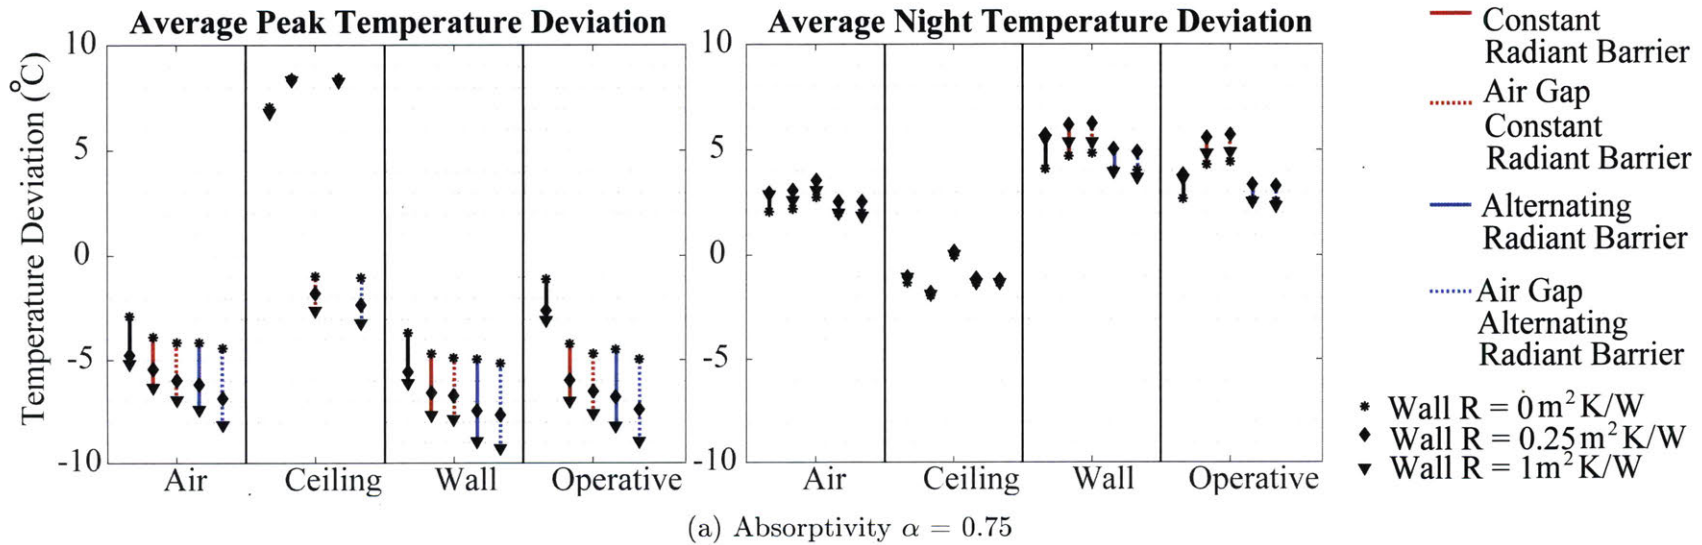 Average Peak Temperature Deviation
Average Night Temperature Deviation
Temperature Deviation (°C)
10
5
0
-5
-10
Air
Ceiling
Wall
Operative
10
5
0
-5
-10
Air
Ceiling
Wall
Operative
Constant
Radiant Barrier
Air Gap
Constant
Radiant Barrier
Alternating
Radiant Barrier
Air Gap
Alternating
Radiant Barrier
* Wall R = 0 m² K/W
◆ Wall R = 0.25 m² K/W
▼ Wall R = 1 m² K/W
(a) Absorptivity α = 0.75